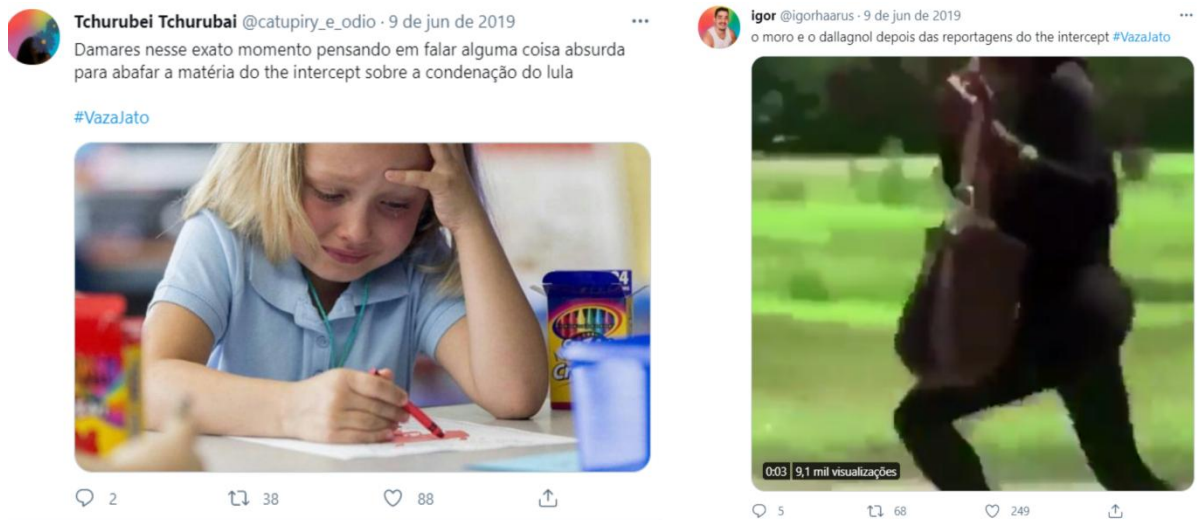 Tchurubei Tchurubai @catupiry_e_odio · 9 de jun de 2019
Damares nesse exato momento pensando em falar alguma coisa absurda
para abafar a matéria do the intercept sobre a condenação do lula
#VazaJato
24
2
38
88
igor @igorhaarus · 9 de jun de 2019
o moro e o dallagnol depois das reportagens do the intercept #VazaJato
0:03 9,1 mil visualizações
5
68
249